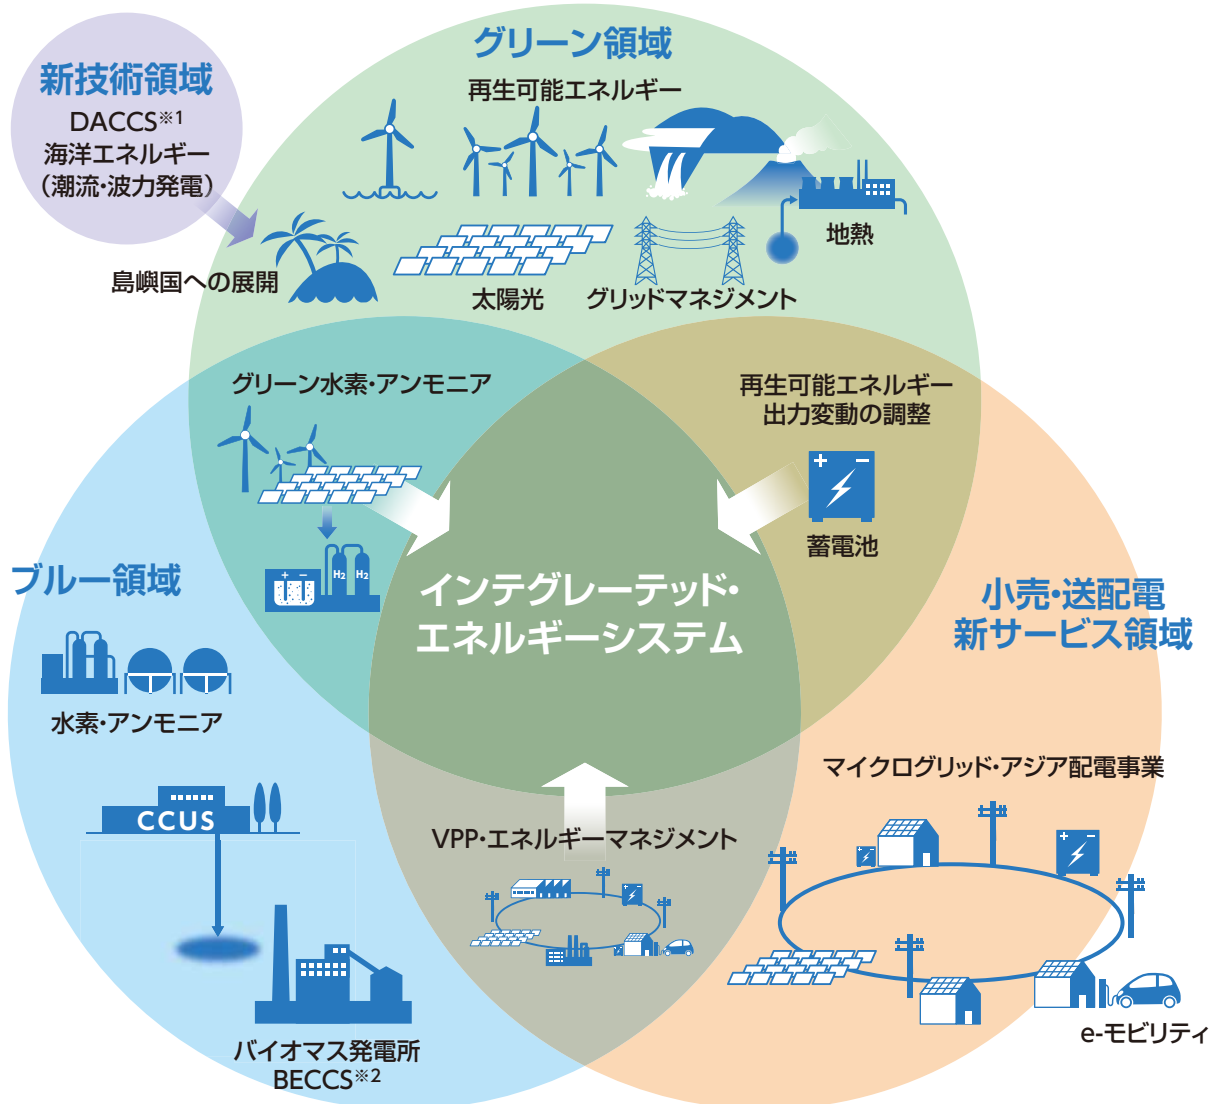 グリーン領域
再生可能エネルギー
新技術領域
DACCS※1
海洋エネルギー
（潮流・波力発電）
島嶼国への展開
太陽光
グリッドマネジメント
地熱
グリーン水素・アンモニア
H2 H2
再生可能エネルギー
出力変動の調整
蓄電池
インテグレーテッド・
エネルギーシステム
ブルー領域
水素・アンモニア
CCUS
バイオマス発電所
BECCS※2
小売・送配電
新サービス領域
マイクログリッド・アジア配電事業
e-モビリティ
VPP・エネルギーマネジメント